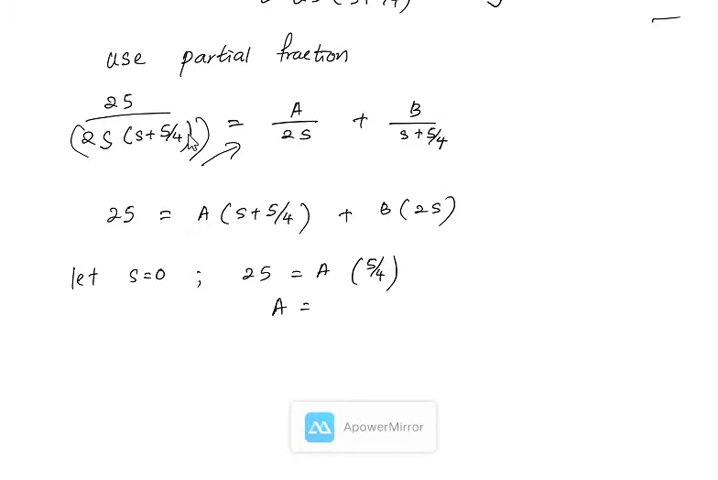 use partial fraction
25 / (2s (s+5/4)) = A / 2s + B / s+5/4
25 = A (s+5/4) + B (2s)
let s=0 ; 25 = A (5/4)
A =
ApowerMirror